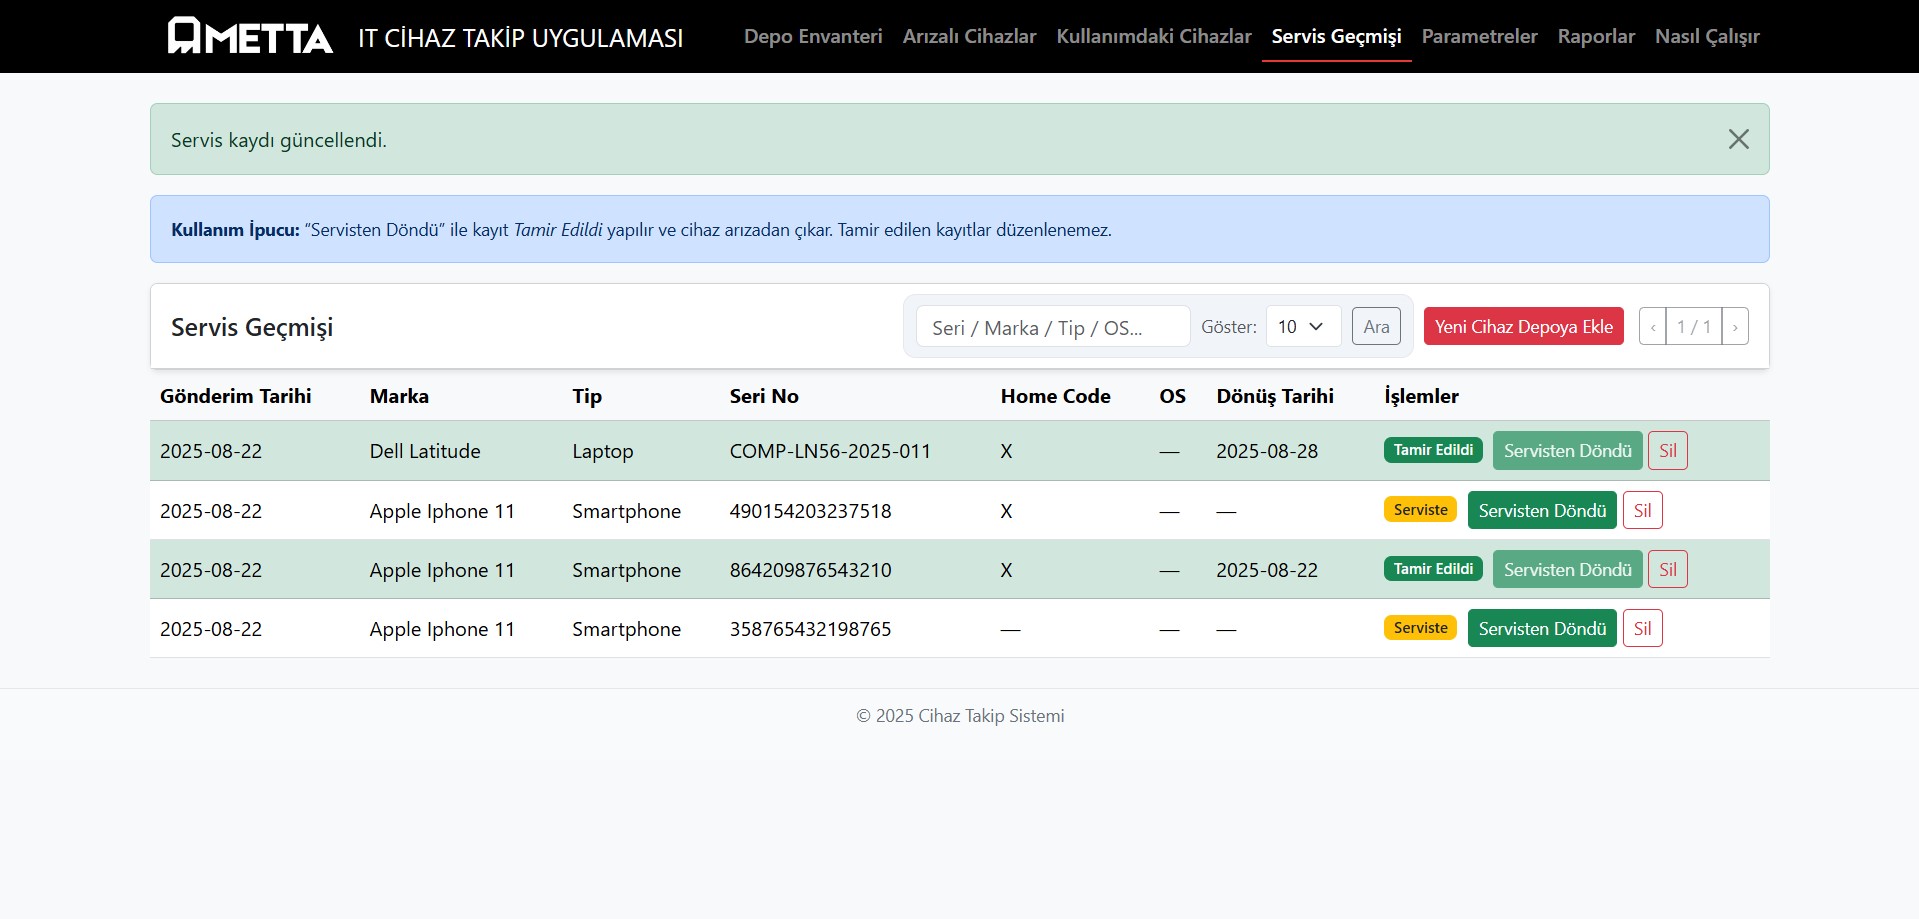 METTA IT CİHAZ TAKİP UYGULAMASI Depo Envanteri Arızalı Cihazlar Kullanımdaki Cihazlar Servis Geçmişi Parametreler Raporlar Nasıl Çalışır
Servis kaydı güncellendi.
Kullanım İpucu: “Servisten Döndü” ile kayıt Tamir Edildi yapılır ve cihaz arızadan çıkar. Tamir edilen kayıtlar düzenlenemez.
Servis Geçmişi Seri / Marka / Tip / OS... Göster: 10 Ara Yeni Cihaz Depoya Ekle ‹ 1 / 1 ›
Gönderim Tarihi Marka Tip Seri No Home Code OS Dönüş Tarihi İşlemler
2025-08-22 Dell Latitude Laptop COMP-LN56-2025-011 X — 2025-08-28 Tamir Edildi Servisten Döndü Sil
2025-08-22 Apple Iphone 11 Smartphone 490154203237518 X — — Serviste Servisten Döndü Sil
2025-08-22 Apple Iphone 11 Smartphone 864209876543210 X — 2025-08-22 Tamir Edildi Servisten Döndü Sil
2025-08-22 Apple Iphone 11 Smartphone 358765432198765 — — — Serviste Servisten Döndü Sil
© 2025 Cihaz Takip Sistemi